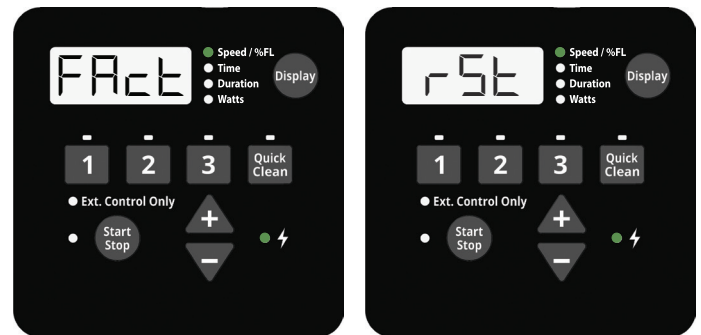 FAct
Speed / %FL
Time
Duration
Watts
Display
1
2
3
Quick
Clean
Ext. Control Only
Start
Stop
+
−
rSt
Speed / %FL
Time
Duration
Watts
Display
1
2
3
Quick
Clean
Ext. Control Only
Start
Stop
+
−